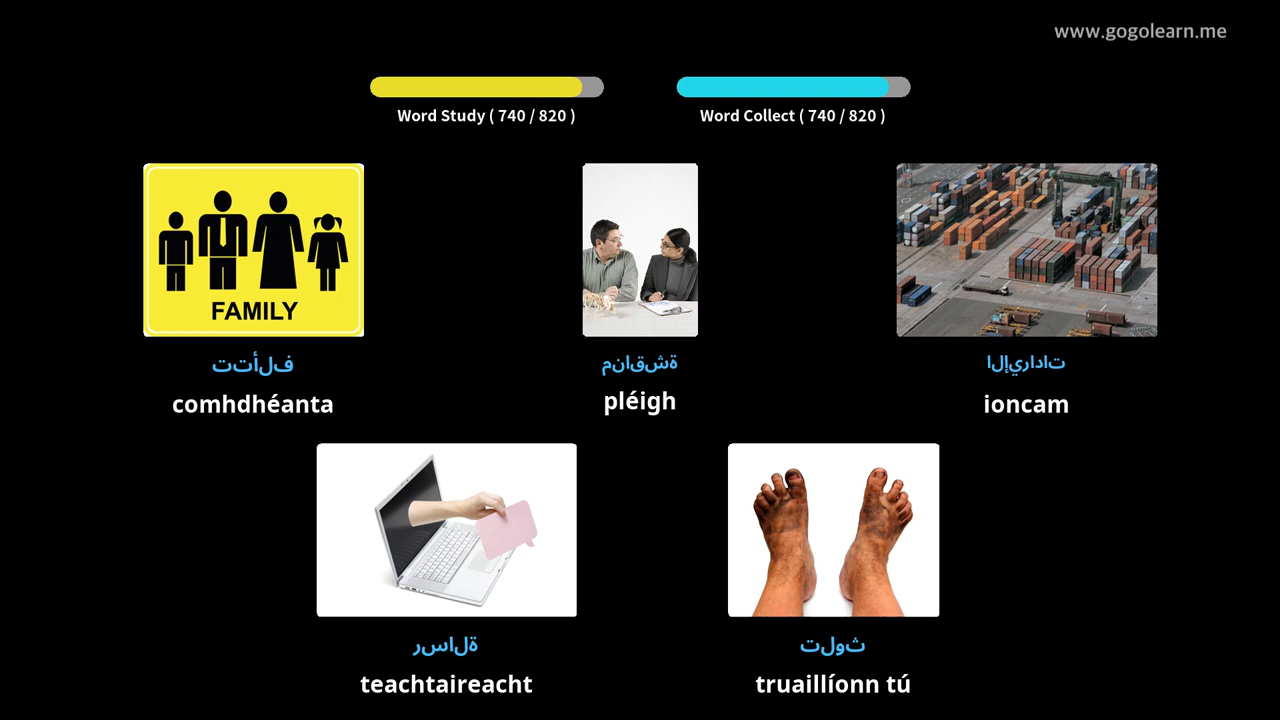 www.gogolearn.me
Word Study ( 740 / 820 )
Word Collect ( 740 / 820 )
FAMILY
تتألف
comhdhéanta
مناقشة
pléigh
الإيرادات
ioncam
رسالة
teachtaireacht
تلوث
truaillíonn tú